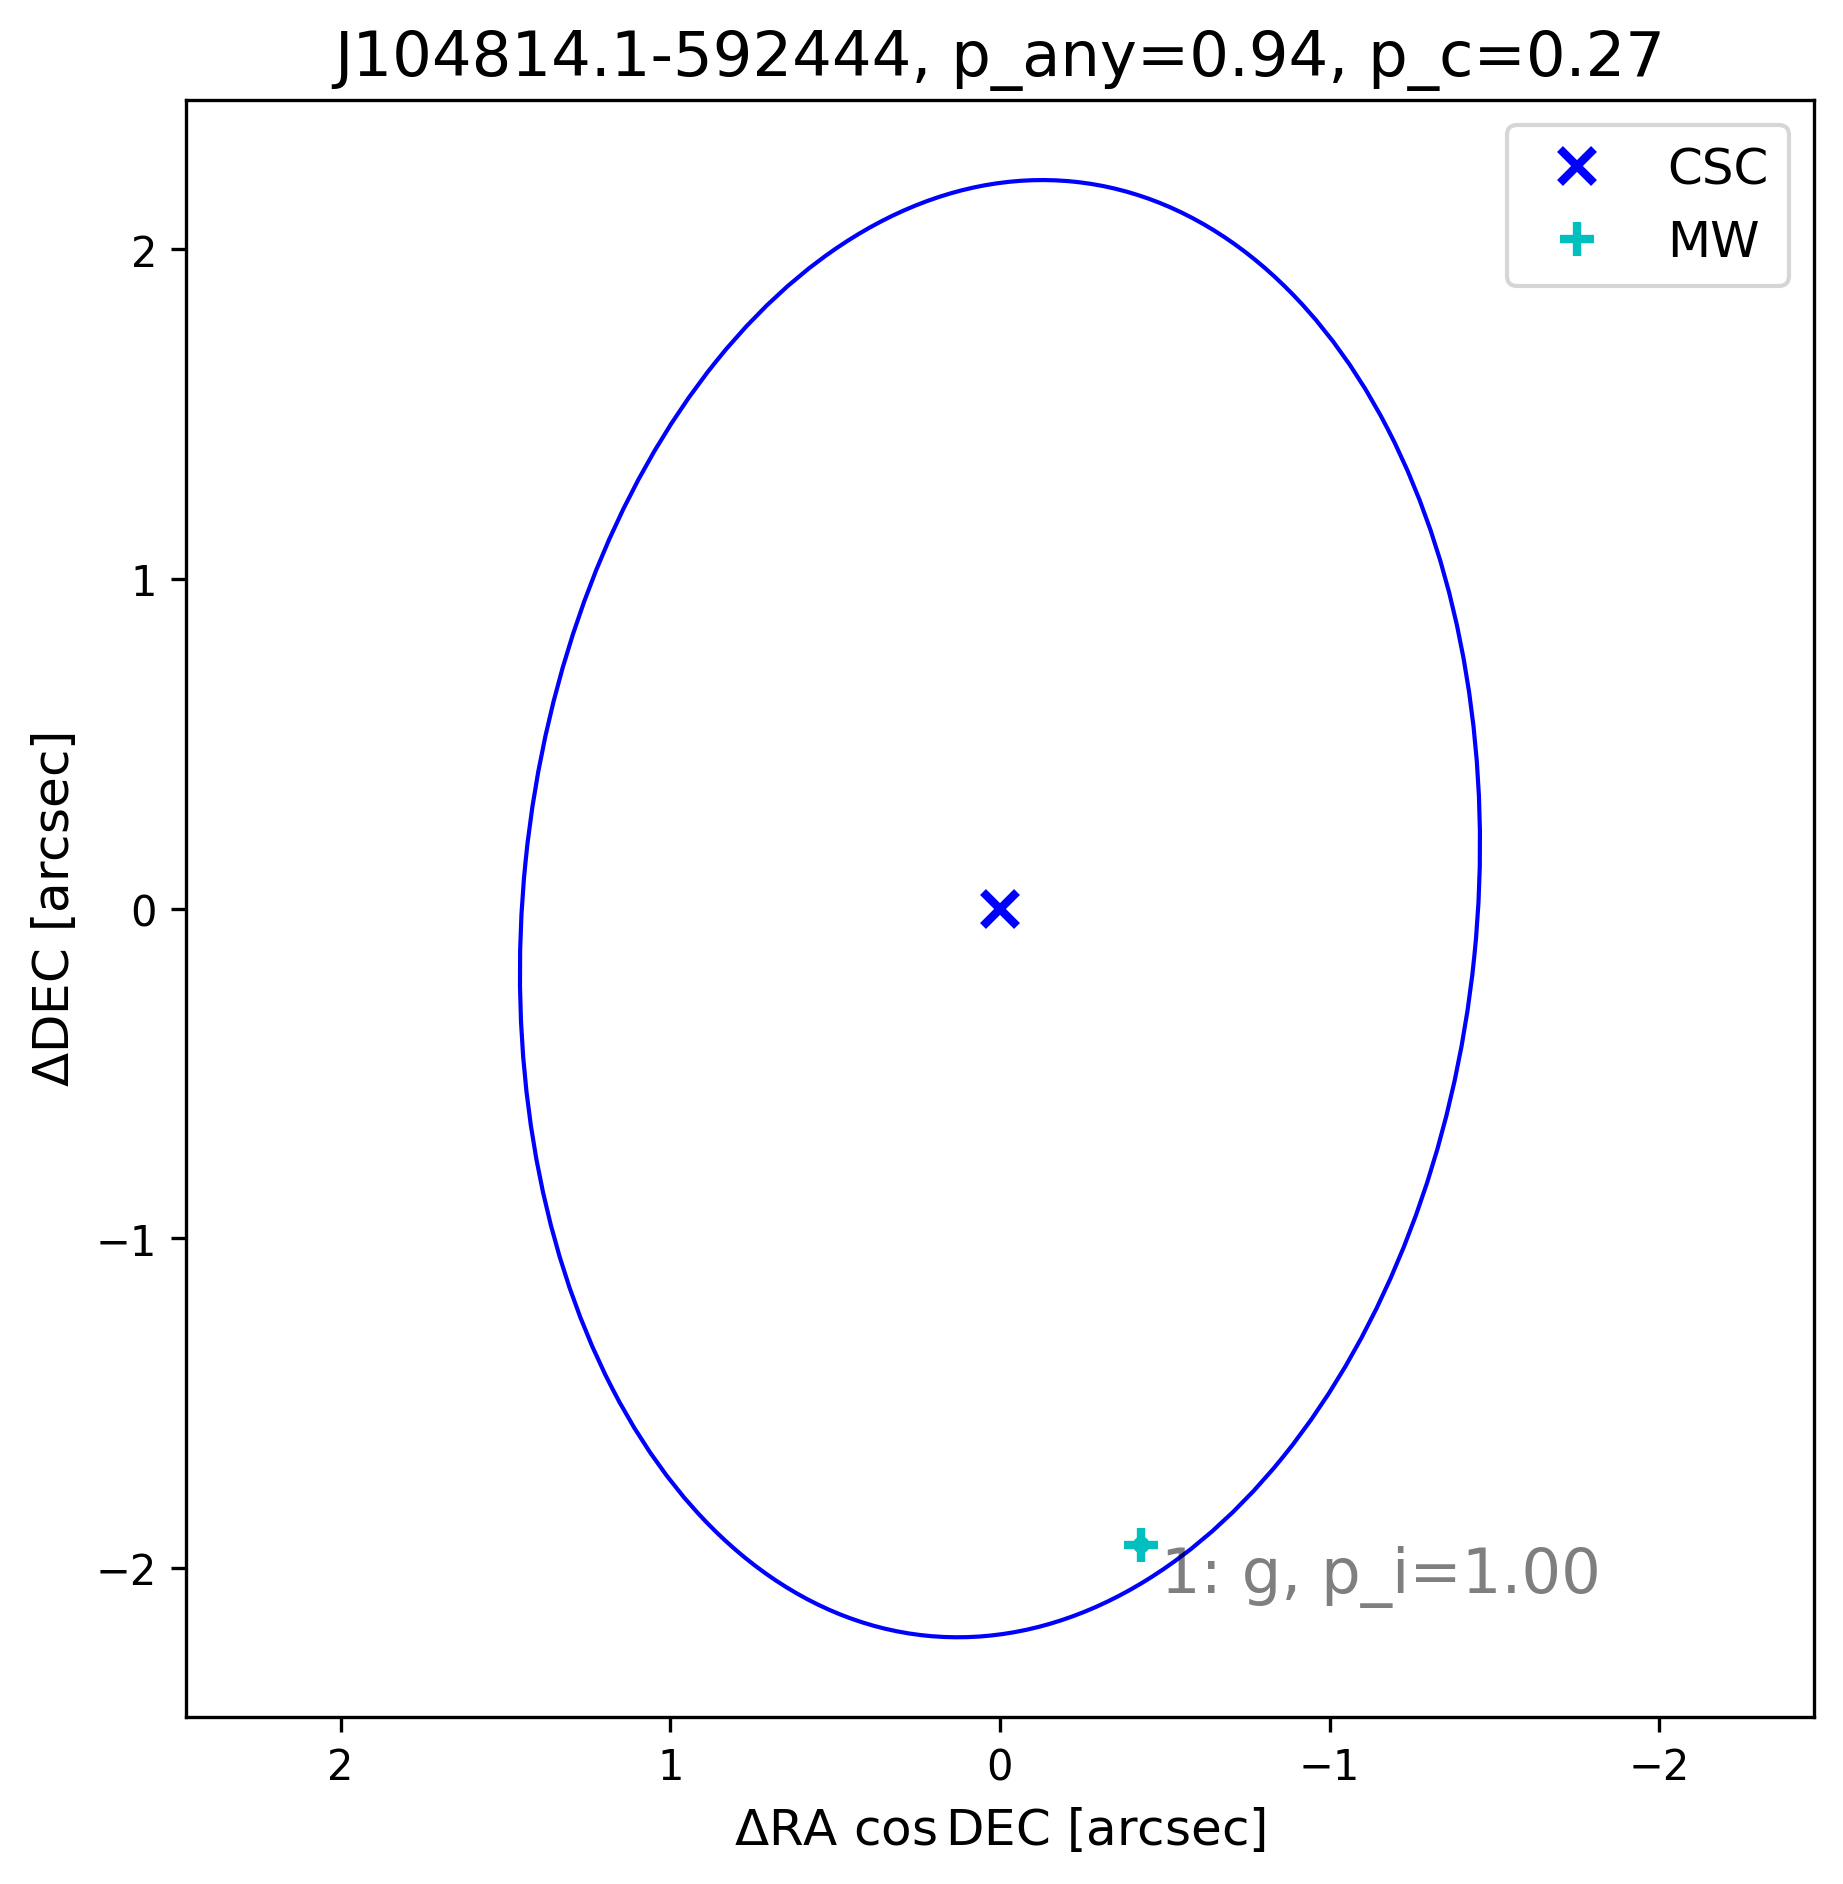 J104814.1-592444, p_any=0.94, p_c=0.27
CSC
MW
2
1
0
−1
−2
ΔDEC [arcsec]
1: g, p_i=1.00
2 1 0 −1 −2
ΔRA cos DEC [arcsec]